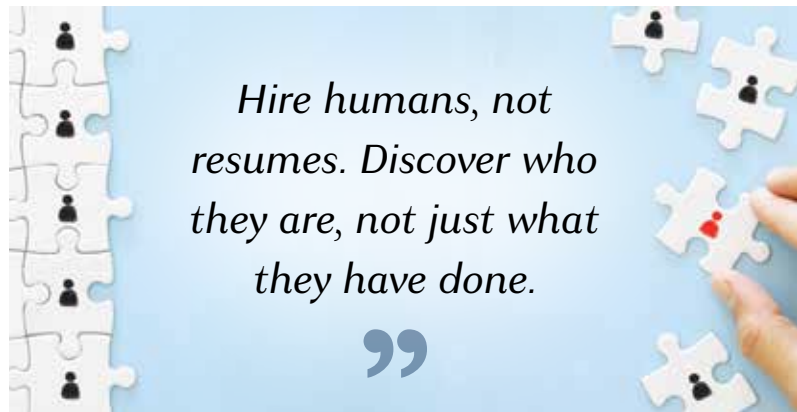 Hire humans, not
resumes. Discover who
they are, not just what
they have done.
”